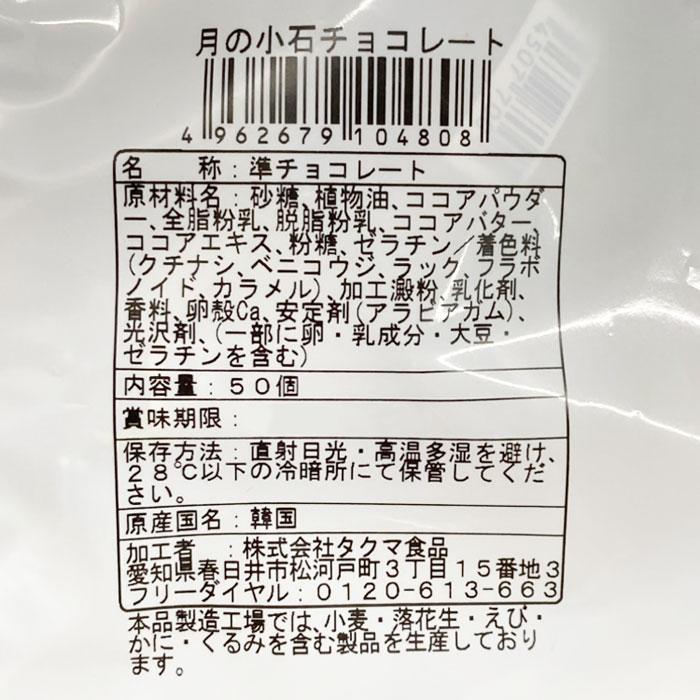 月の小石チョコレート
4 962679 104808
名　　称：準チョコレート
原材料名：砂糖、植物油、ココアパウダ
ー、全脂粉乳、脱脂粉乳、ココアバター、
ココアエキス、粉糖、ゼラチン／着色料
（クチナシ、ベニコウジ、ラック、フラボ
ノイド、カラメル）、加工澱粉、乳化剤、
香料、卵殻Ca、安定剤（アラビアガム）、
光沢剤、（一部に卵・乳成分・大豆・
ゼラチンを含む）
内容量：５０個
賞味期限：
保存方法：直射日光・高温多湿を避け、
２８℃以下の冷暗所にて保管してくだ
さい。
原産国名：韓国
加工者　：株式会社タクマ食品
愛知県春日井市松河戸町３丁目１５番地３
フリーダイヤル：０１２０-６１３-６６３
本品製造工場では、小麦・落花生・えび・
かに・くるみを含む製品を生産しており
ます。